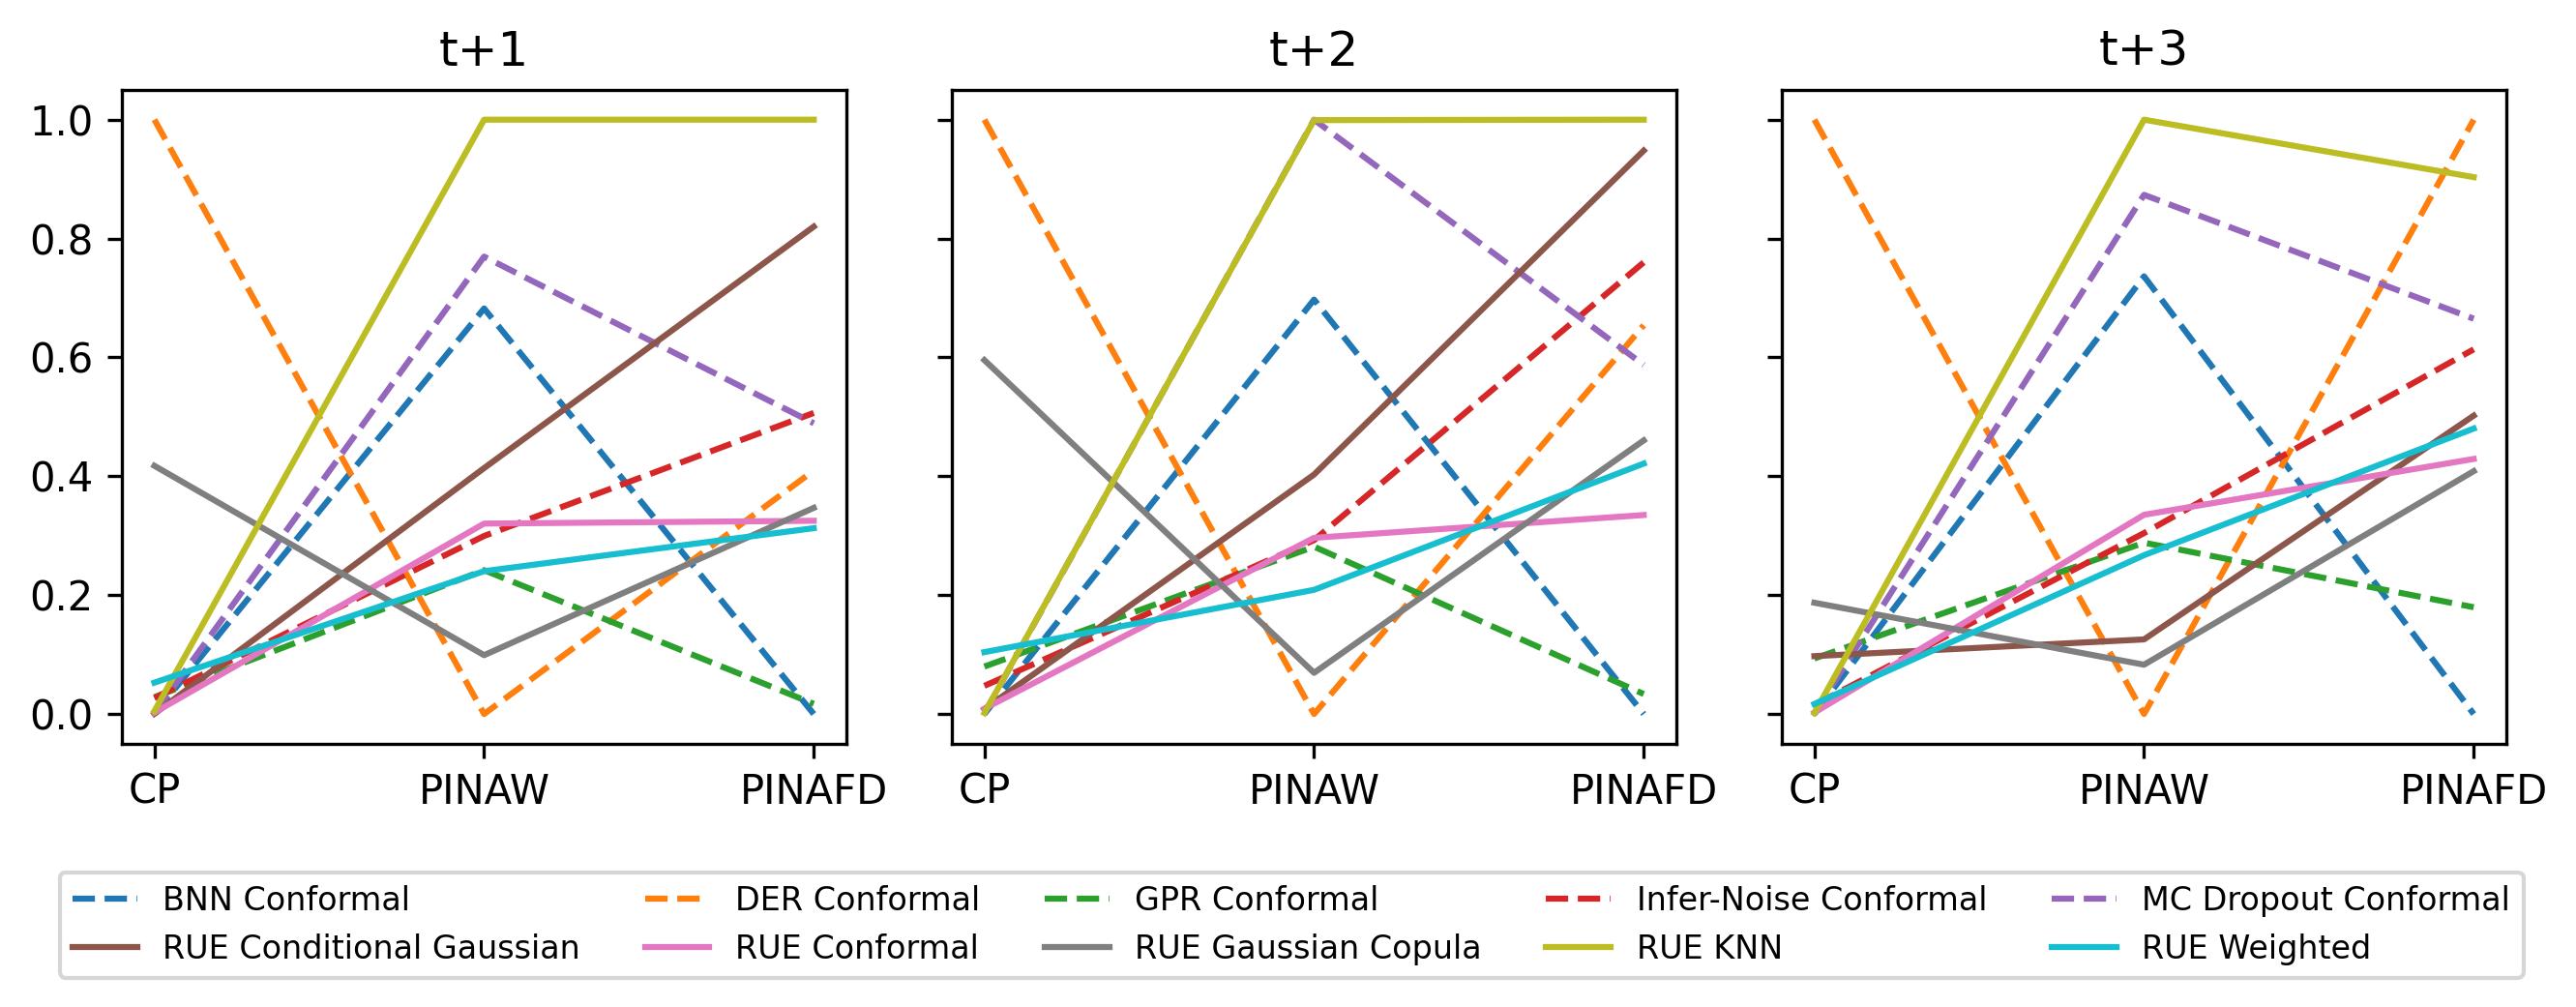 t+1 t+2 t+3
1.0
0.8
0.6
0.4
0.2
0.0
CP PINAW PINAFD CP PINAW PINAFD CP PINAW PINAFD
BNN Conformal DER Conformal GPR Conformal Infer-Noise Conformal MC Dropout Conformal
RUE Conditional Gaussian RUE Conformal RUE Gaussian Copula RUE KNN RUE Weighted